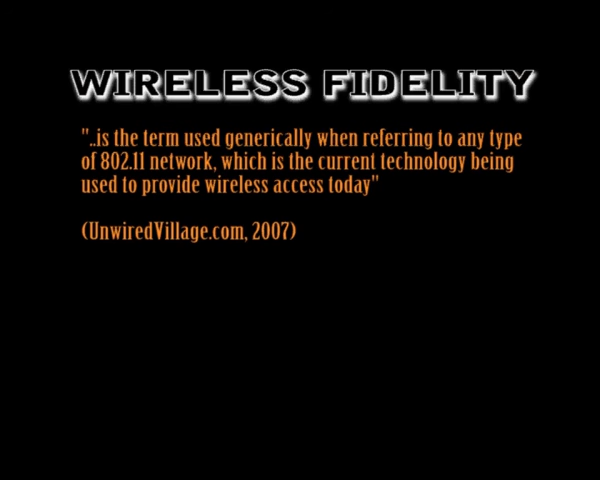 WIRELESS FIDELITY
"..is the term used generically when referring to any type
of 802.11 network, which is the current technology being
used to provide wireless access today"
(UnwiredVillage.com, 2007)